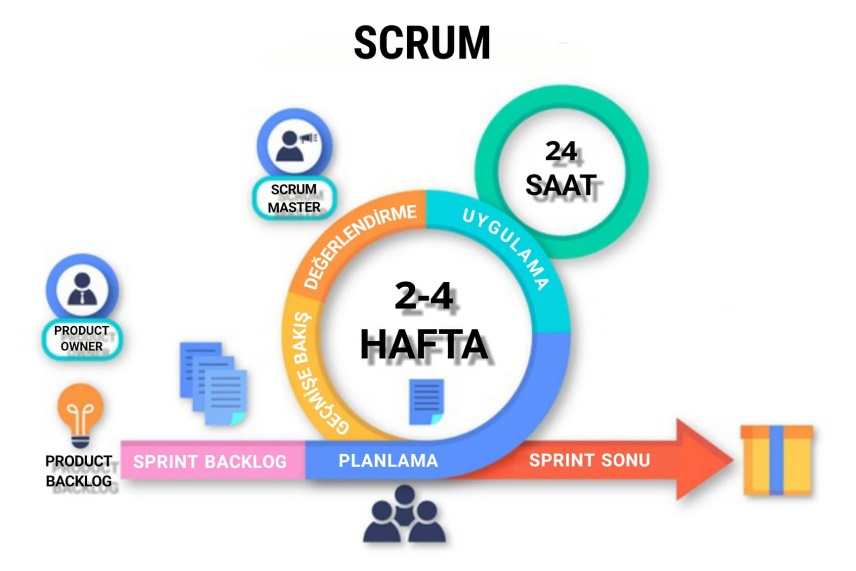 SCRUM
24
SAAT
SCRUM
MASTER
DEĞERLENDİRME
UYGULAMA
2-4
HAFTA
PRODUCT
OWNER
GEÇMİŞE BAKIŞ
PRODUCT
BACKLOG
SPRINT BACKLOG
PLANLAMA
SPRINT SONU